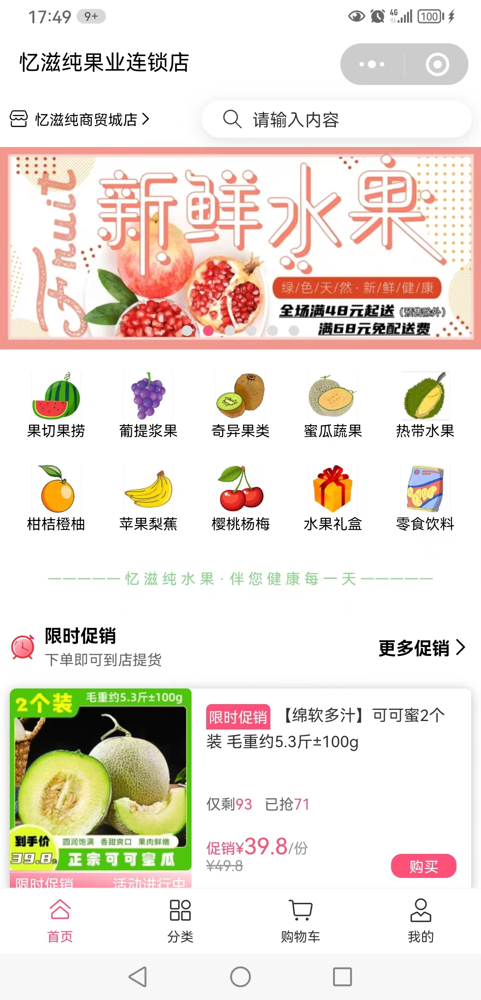 17:49 9+ 4G 100
忆滋纯果业连锁店
忆滋纯商贸城店
请输入内容
Fruit
新鲜水果
绿/色/天/然·新/鲜/健/康
全场满48元起送（预售除外）
满68元免配送费
果切果捞 葡提浆果 奇异果类 蜜瓜蔬果 热带水果
柑桔橙柚 苹果梨蕉 樱桃杨梅 水果礼盒 零食饮料
—————忆滋纯水果·伴您健康每一天—————
限时促销
下单即可到店提货
更多促销
2个装 毛重约5.3斤±100g
到手价
39.8
圆润饱满 香甜爽口 果肉鲜嫩
正宗可可蜜瓜
限时促销 活动进行中
限时促销 【绵软多汁】可可蜜2个
装 毛重约5.3斤±100g
仅剩93 已抢71
促销¥39.8/份
¥49.8
购买
首页 分类 购物车 我的